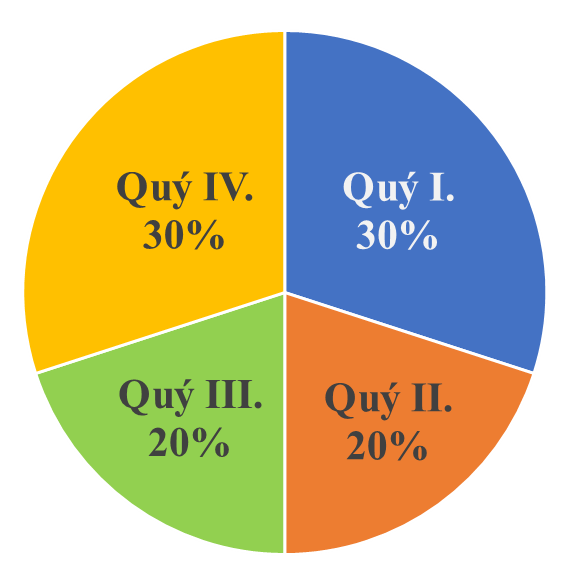 Quý IV.
30%
Quý I.
30%
Quý III.
20%
Quý II.
20%